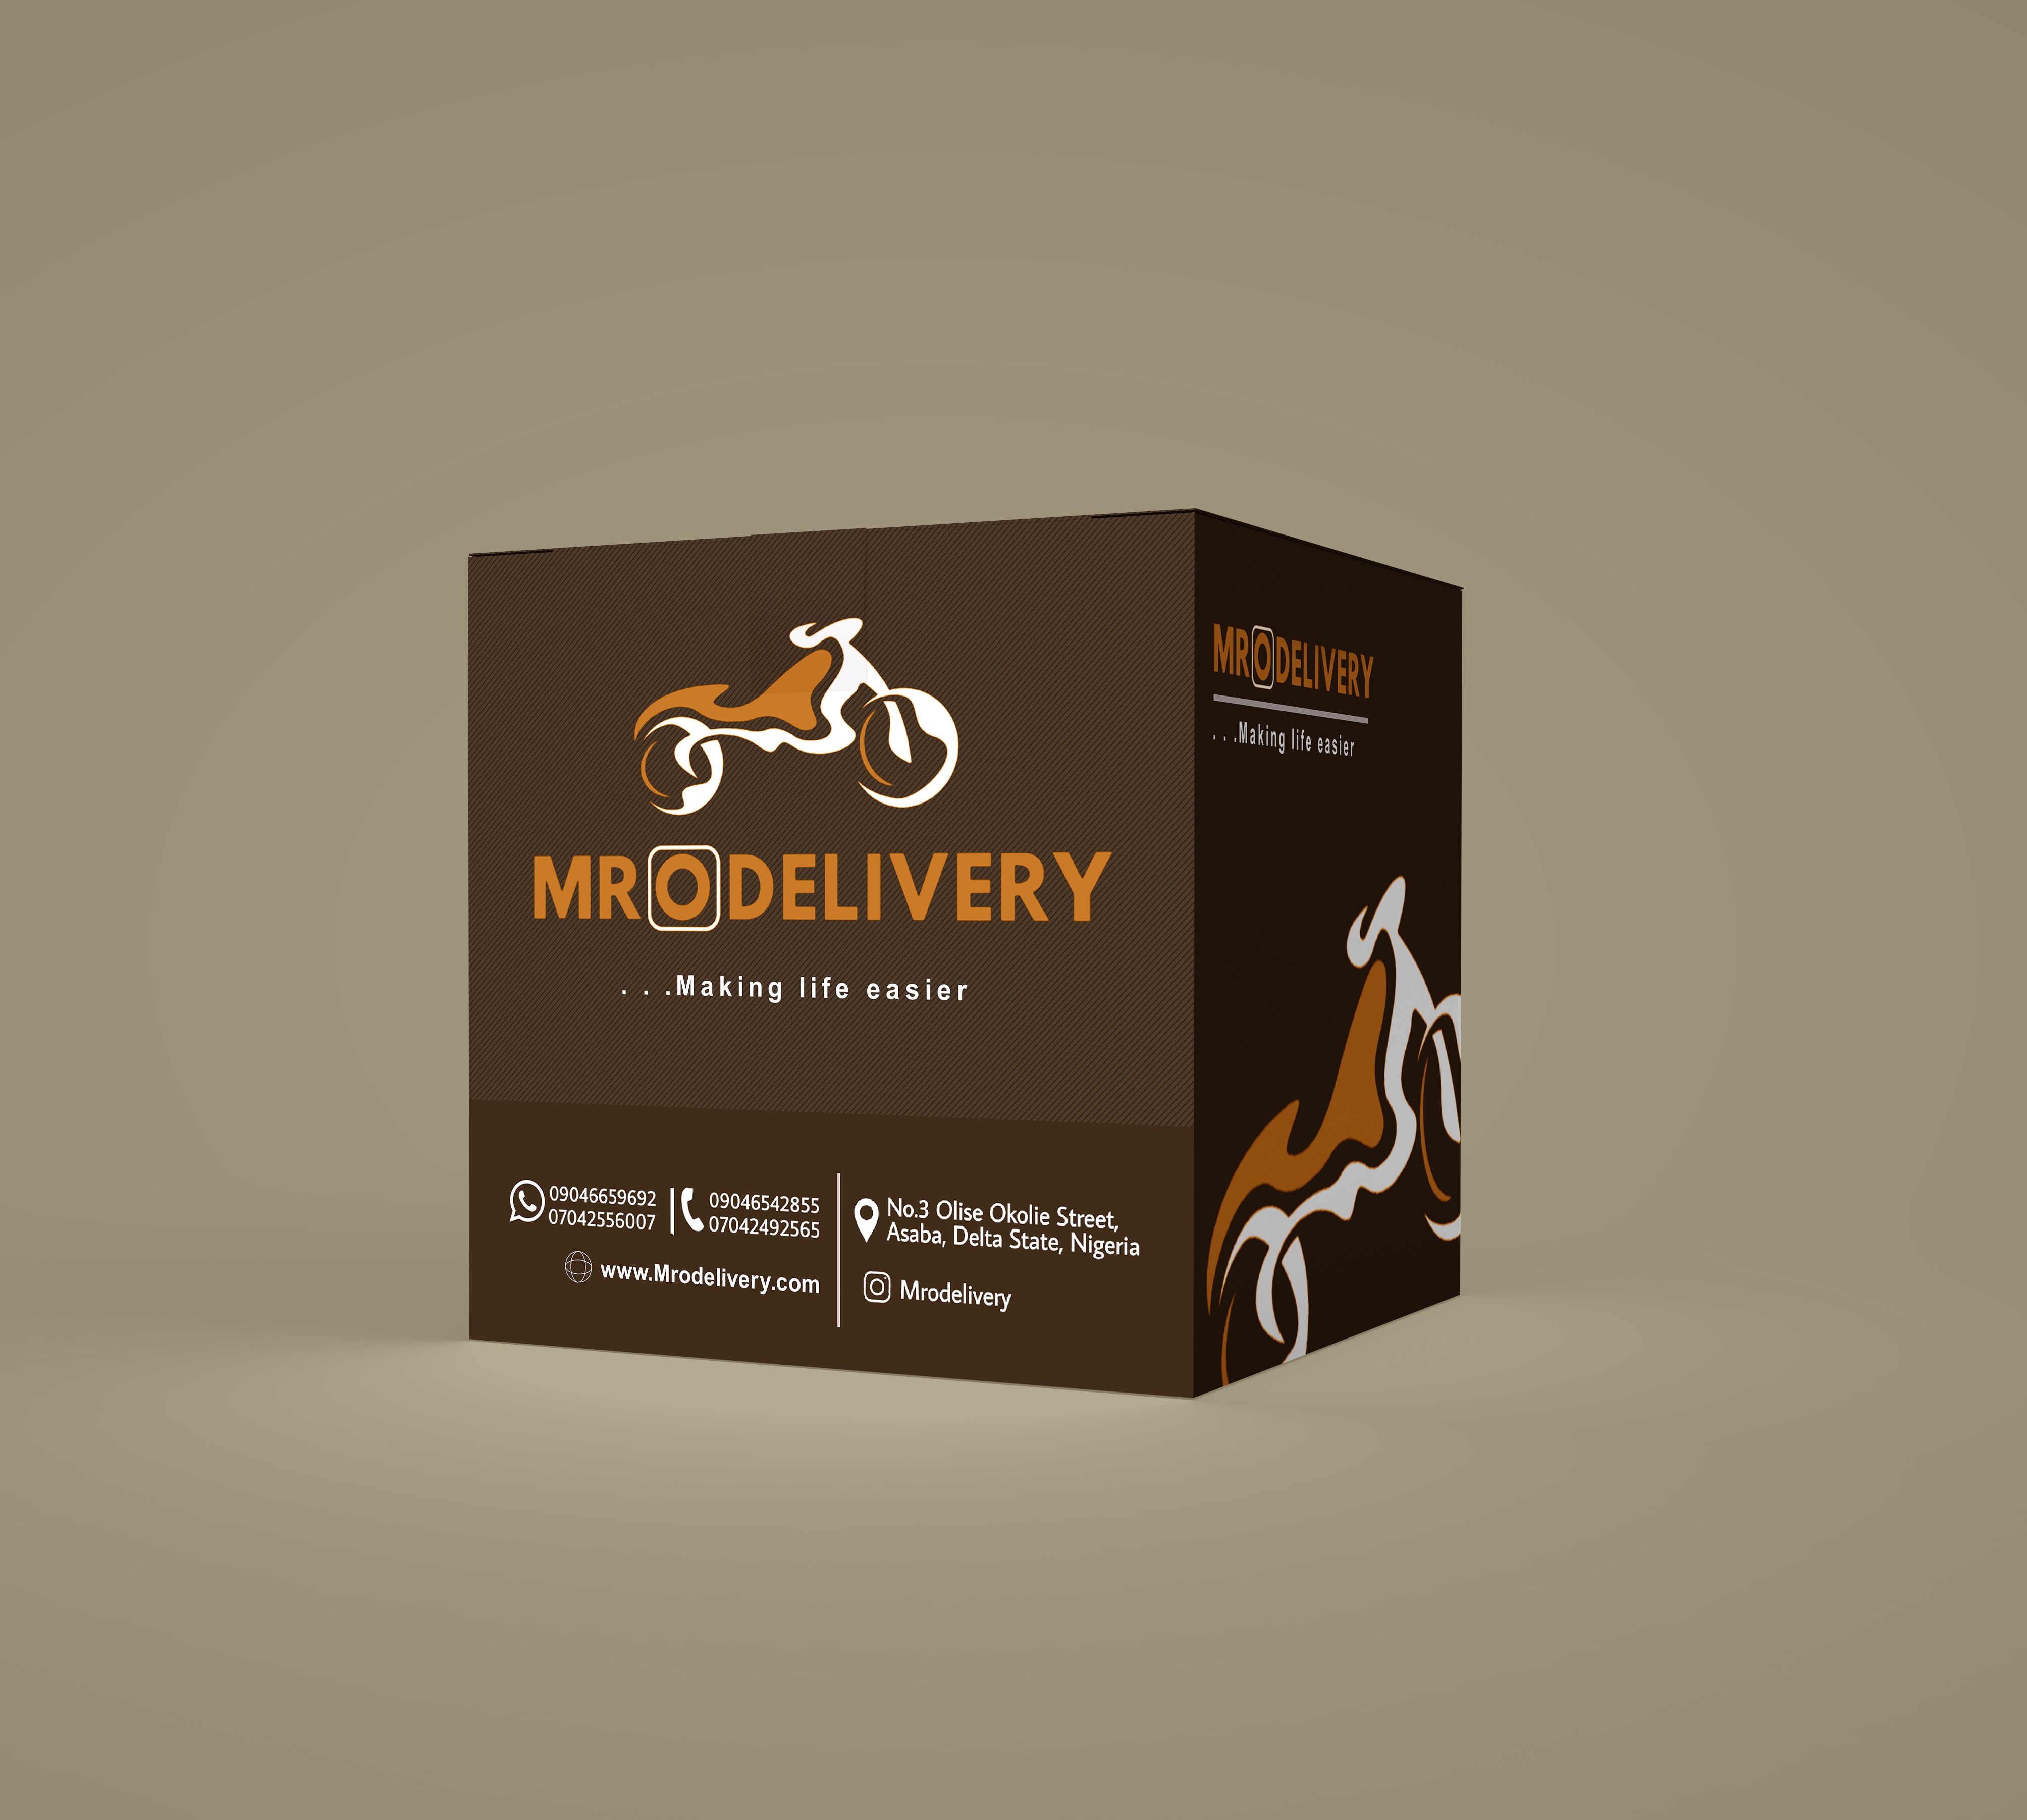 MRODELIVERY
. . .Making life easier
09046659692
07042556007
09046542855
07042492565
www.Mrodelivery.com
No.3 Olise Okolie Street,
Asaba, Delta State, Nigeria
Mrodelivery
MRODELIVERY
. . .Making life easier